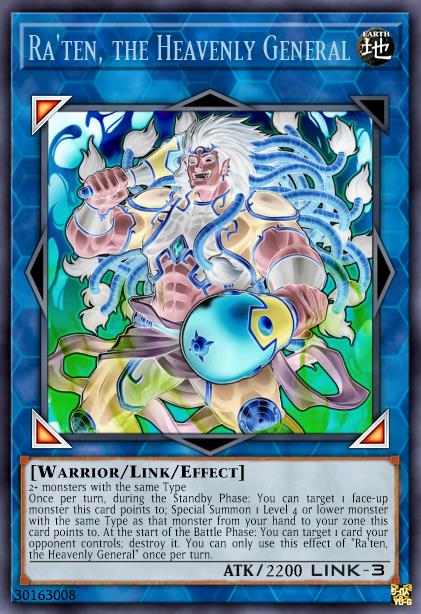 Ra'ten, the Heavenly General
EARTH
地
[Warrior/Link/Effect]
2+ monsters with the same Type
Once per turn, during the Standby Phase: You can target 1 face-up
monster this card points to; Special Summon 1 Level 4 or lower monster
with the same Type as that monster from your hand to your zone this
card points to. At the start of the Battle Phase: You can target 1 card your
opponent controls; destroy it. You can only use this effect of "Ra'ten,
the Heavenly General" once per turn.
ATK/2200 LINK-3
30163008